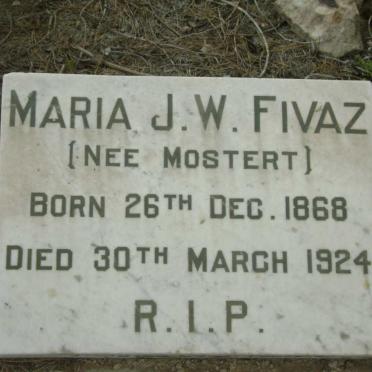 MARIA J.W. FIVAZ
[NEE MOSTERT]
BORN 26TH DEC. 1868
DIED 30TH MARCH 1924
R.I.P.